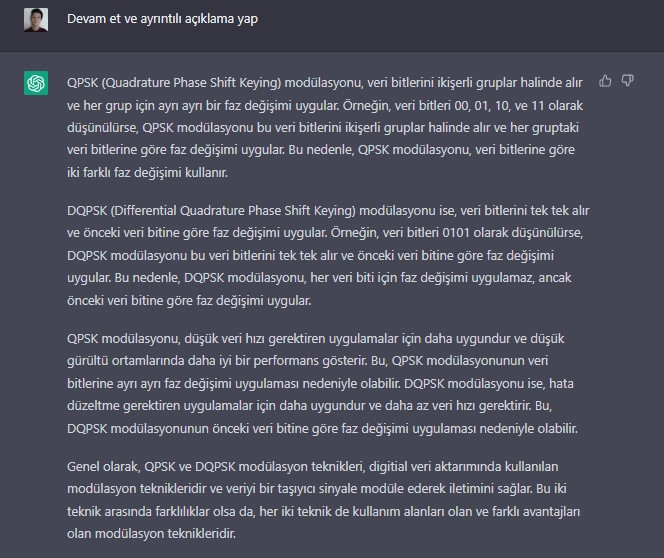 Devam et ve ayrıntılı açıklama yap
QPSK (Quadrature Phase Shift Keying) modülasyonu, veri bitlerini ikişerli gruplar halinde alır
ve her grup için ayrı ayrı bir faz değişimi uygular. Örneğin, veri bitleri 00, 01, 10, ve 11 olarak
düşünülürse, QPSK modülasyonu bu veri bitlerini ikişerli gruplar halinde alır ve her gruptaki
veri bitlerine göre faz değişimi uygular. Bu nedenle, QPSK modülasyonu, veri bitlerine göre
iki farklı faz değişimi kullanır.
DQPSK (Differential Quadrature Phase Shift Keying) modülasyonu ise, veri bitlerini tek tek alır
ve önceki veri bitine göre faz değişimi uygular. Örneğin, veri bitleri 0101 olarak düşünülürse,
DQPSK modülasyonu bu veri bitlerini tek tek alır ve önceki veri bitine göre faz değişimi
uygular. Bu nedenle, DQPSK modülasyonu, her veri biti için faz değişimi uygulamaz, ancak
önceki veri bitine göre faz değişimi uygular.
QPSK modülasyonu, düşük veri hızı gerektiren uygulamalar için daha uygundur ve düşük
gürültü ortamlarında daha iyi bir performans gösterir. Bu, QPSK modülasyonunun veri
bitlerine ayrı ayrı faz değişimi uygulaması nedeniyle olabilir. DQPSK modülasyonu ise, hata
düzeltme gerektiren uygulamalar için daha uygundur ve daha az veri hızı gerektirir. Bu,
DQPSK modülasyonunun önceki veri bitine göre faz değişimi uygulaması nedeniyle olabilir.
Genel olarak, QPSK ve DQPSK modülasyon teknikleri, digitial veri aktarımında kullanılan
modülasyon teknikleridir ve veriyi bir taşıyıcı sinyale modüle ederek iletimini sağlar. Bu iki
teknik arasında farklılıklar olsa da, her iki teknik de kullanım alanları olan ve farklı avantajları
olan modülasyon teknikleridir.